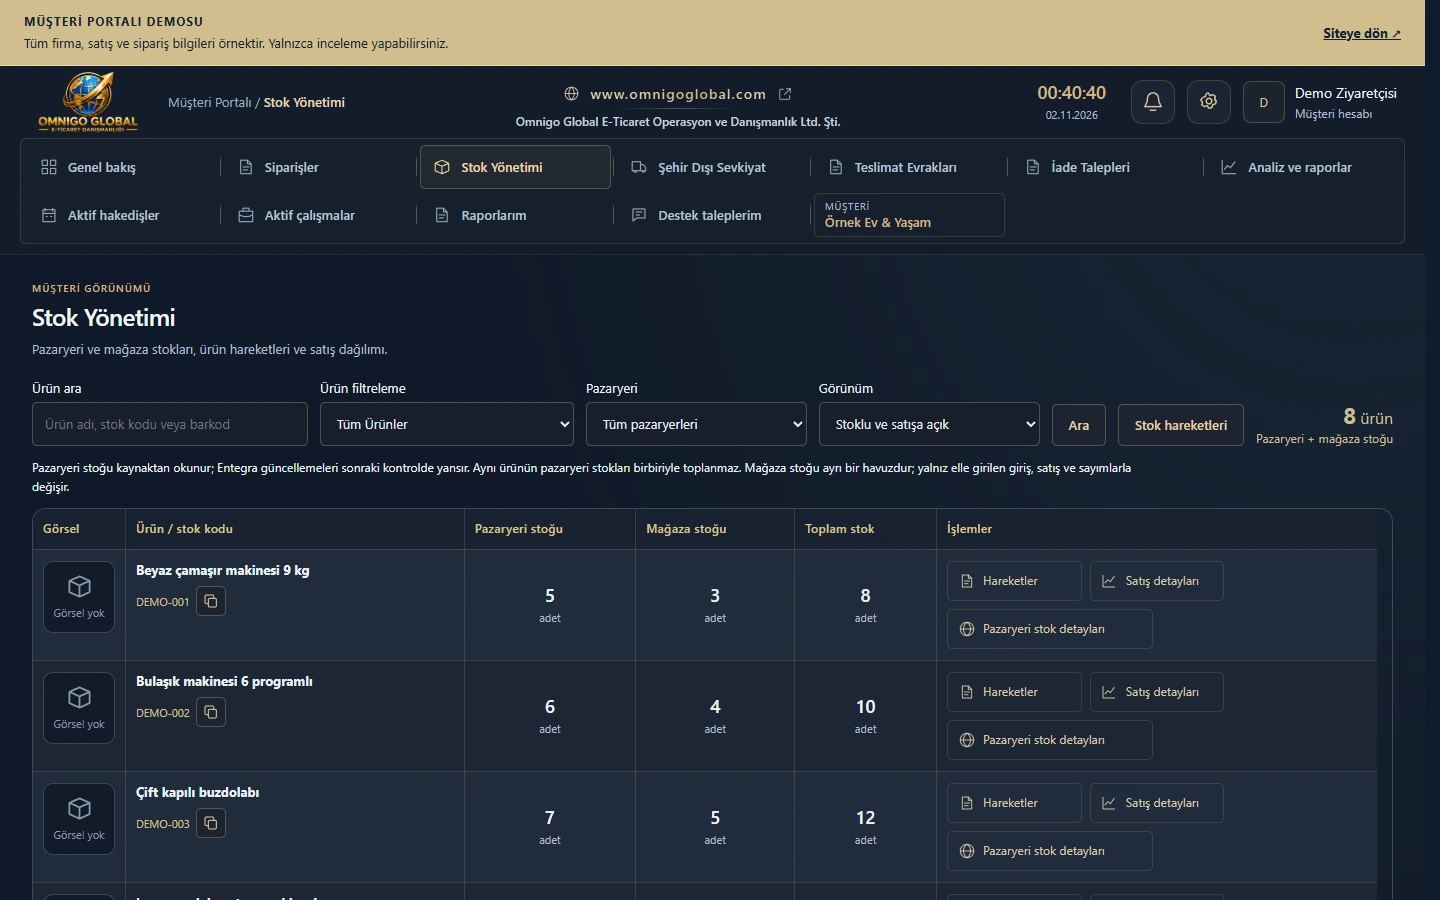 MÜŞTERİ PORTALI DEMOSU
Tüm firma, satış ve sipariş bilgileri örnektir. Yalnızca inceleme yapabilirsiniz.
Siteye dön ↗
OMNIGO GLOBAL
E-TİCARET DANIŞMANLIĞI
Müşteri Portalı / Stok Yönetimi
www.omnigoglobal.com
Omnigo Global E-Ticaret Operasyon ve Danışmanlık Ltd. Şti.
00:40:40
02.11.2026
D
Demo Ziyaretçisi
Müşteri hesabı
Genel bakış
Siparişler
Stok Yönetimi
Şehir Dışı Sevkiyat
Teslimat Evrakları
İade Talepleri
Analiz ve raporlar
Aktif hakedişler
Aktif çalışmalar
Raporlarım
Destek taleplerim
MÜŞTERİ
Örnek Ev & Yaşam
MÜŞTERİ GÖRÜNÜMÜ
Stok Yönetimi
Pazaryeri ve mağaza stokları, ürün hareketleri ve satış dağılımı.
Ürün ara
Ürün filtreleme
Pazaryeri
Görünüm
Ürün adı, stok kodu veya barkod
Tüm Ürünler
Tüm pazaryerleri
Stoklu ve satışa açık
Ara
Stok hareketleri
8 ürün
Pazaryeri + mağaza stoğu
Pazaryeri stoğu kaynaktan okunur; Entegra güncellemeleri sonraki kontrolde yansır. Aynı ürünün pazaryeri stokları birbiriyle toplanmaz. Mağaza stoğu ayrı bir havuzdur; yalnız elle girilen giriş, satış ve sayımlarla
değişir.
Görsel
Ürün / stok kodu
Pazaryeri stoğu
Mağaza stoğu
Toplam stok
İşlemler
Görsel yok
Beyaz çamaşır makinesi 9 kg
DEMO-001
5
adet
3
adet
8
adet
Hareketler
Satış detayları
Pazaryeri stok detayları
Görsel yok
Bulaşık makinesi 6 programlı
DEMO-002
6
adet
4
adet
10
adet
Hareketler
Satış detayları
Pazaryeri stok detayları
Görsel yok
Çift kapılı buzdolabı
DEMO-003
7
adet
5
adet
12
adet
Hareketler
Satış detayları
Pazaryeri stok detayları